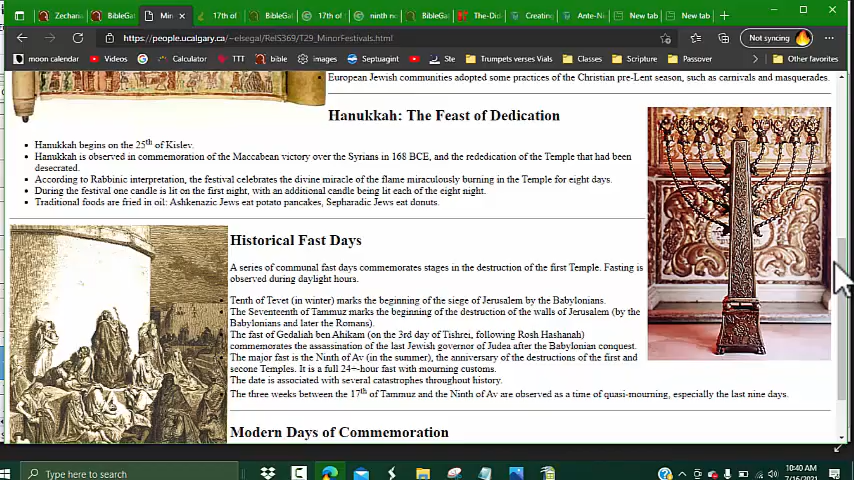 Zecharia
BibleGat
Min
17th of
BibleGat
17th of
ninth no
BibleGat
The-Did
Creating
Ante-Ni
New tab
New tab
https://people.ucalgary.ca/~elsegal/RelS369/T29_MinorFestivals.html
Not syncing
moon calendar
Videos
G
Calculator
TTT
bible
images
Septuagint
Ste
Trumpets verses Vitual
Classes
Scripture
Passover
Other favorites
European Jewish communities adopted some practices of the Christian pre-Lent season, such as carnivals and masquerades.
Hanukkah: The Feast of Dedication
Hanukkah begins on the 25th of Kislev.
Hanukkah is observed in commemoration of the Maccabean victory over the Syrians in 168 BCE, and the rededication of the Temple that had been
desecrated.
According to Rabbinic interpretation, the festival celebrates the divine miracle of the flame miraculously burning in the Temple for eight days.
During the festival one candle is lit on the first night, with an additional candle being lit each of the eight night.
Traditional foods are fried in oil: Ashkenazic Jews eat potato pancakes, Sepharadic Jews eat donuts.
Historical Fast Days
A series of communal fast days commemorates stages in the destruction of the first Temple. Fasting is
observed during daylight hours.
Tenth of Tevet (in winter) marks the beginning of the siege of Jerusalem by the Babylonians.
The Seventeenth of Tammuz marks the beginning of the destruction of the walls of Jerusalem (by the
Babylonians and later the Romans).
The fast of Gedaliah ben Ahikam (on the 3rd day of Tishrei, following Rosh Hashanah)
commemorates the assassination of the last Jewish governor of Judea after the Babylonian conquest.
The major fast is the Ninth of Av (in the summer), the anniversary of the destructions of the first and
secone Temples. It is a full 24+-hour fast with mourning customs.
The date is associated with several catastrophes throughout history.
The three weeks between the 17th of Tammuz and the Ninth of Av are observed as a time of quasi-mourning, especially the last nine days.
Modern Days of Commemoration
Type here to search
10:40 AM
7/16/2021